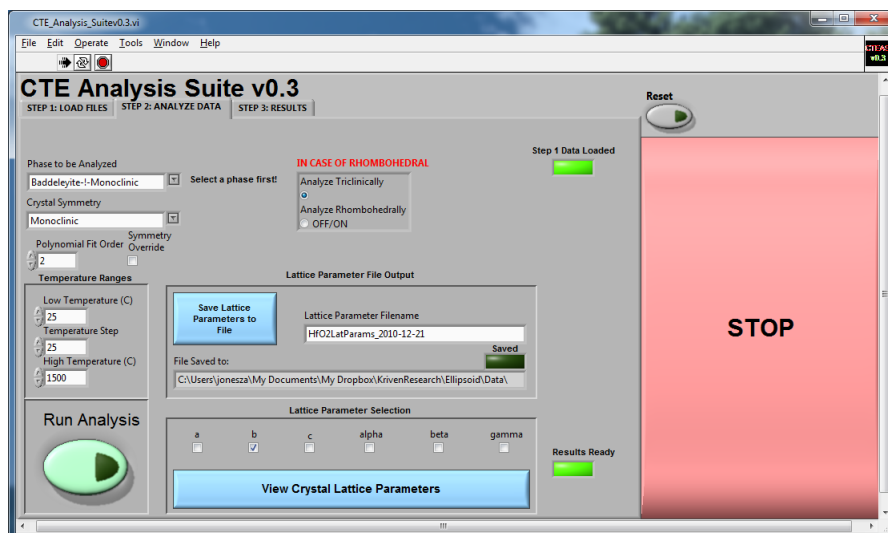 CTE_Analysis_Suitev0.3.vi
File Edit Operate Tools Window Help
CTEAS
v0.3
CTE Analysis Suite v0.3
STEP 1: LOAD FILES STEP 2: ANALYZE DATA STEP 3: RESULTS
Reset
Step 1 Data Loaded
Phase to be Analyzed
Baddeleyite-!-Monoclinic
Select a phase first!
IN CASE OF RHOMBOHEDRAL
Analyze Triclinically
Analyze Rhombohedrally
OFF/ON
Crystal Symmetry
Monoclinic
Polynomial Fit Order
2
Symmetry
Override
Temperature Ranges
Low Temperature (C)
25
Temperature Step
25
High Temperature (C)
1500
Lattice Parameter File Output
Save Lattice
Parameters to
File
Lattice Parameter Filename
HfO2LatParams_2010-12-21
Saved
File Saved to:
C:\Users\jonesza\My Documents\My Dropbox\KrivenResearch\Ellipsoid\Data\
STOP
Run Analysis
Lattice Parameter Selection
a b c alpha beta gamma
View Crystal Lattice Parameters
Results Ready